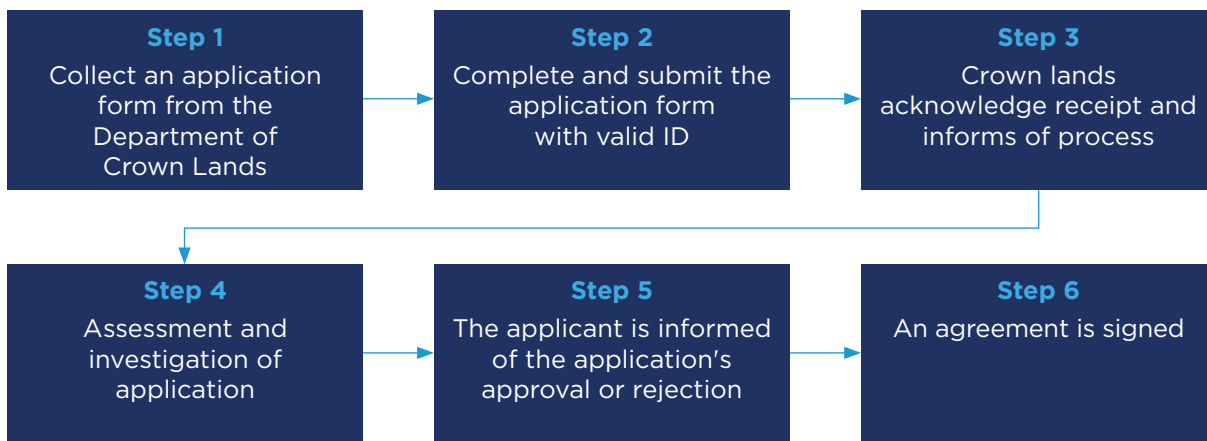 Step 1
Collect an application
form from the
Department of
Crown Lands
Step 2
Complete and submit the
application form
with valid ID
Step 3
Crown lands
acknowledge receipt and
informs of process
Step 4
Assessment and
investigation of
application
Step 5
The applicant is informed
of the application's
approval or rejection
Step 6
An agreement is signed